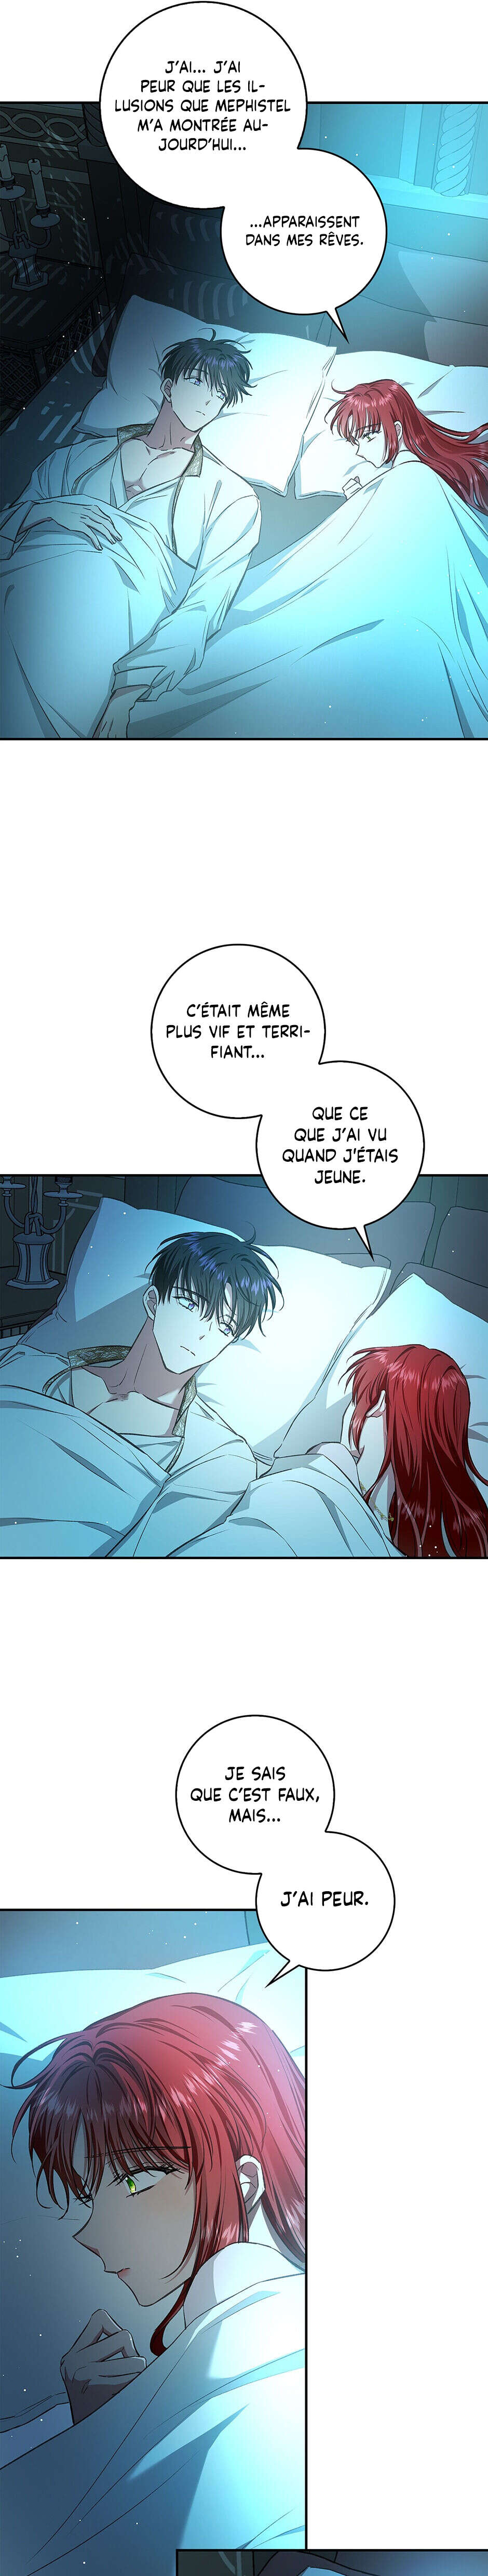 J'AI... J'AI
PEUR QUE LES IL-
LUSIONS QUE MEPHISTEL
M'A MONTRÉE AU-
JOURD'HUI...
...APPARAISSENT
DANS MES RÊVES.
C'ÉTAIT MÊME
PLUS VIF ET TERRI-
FIANT...
QUE CE
QUE J'AI VU
QUAND J'ÉTAIS
JEUNE.
JE SAIS
QUE C'EST FAUX,
MAIS...
J'AI PEUR.